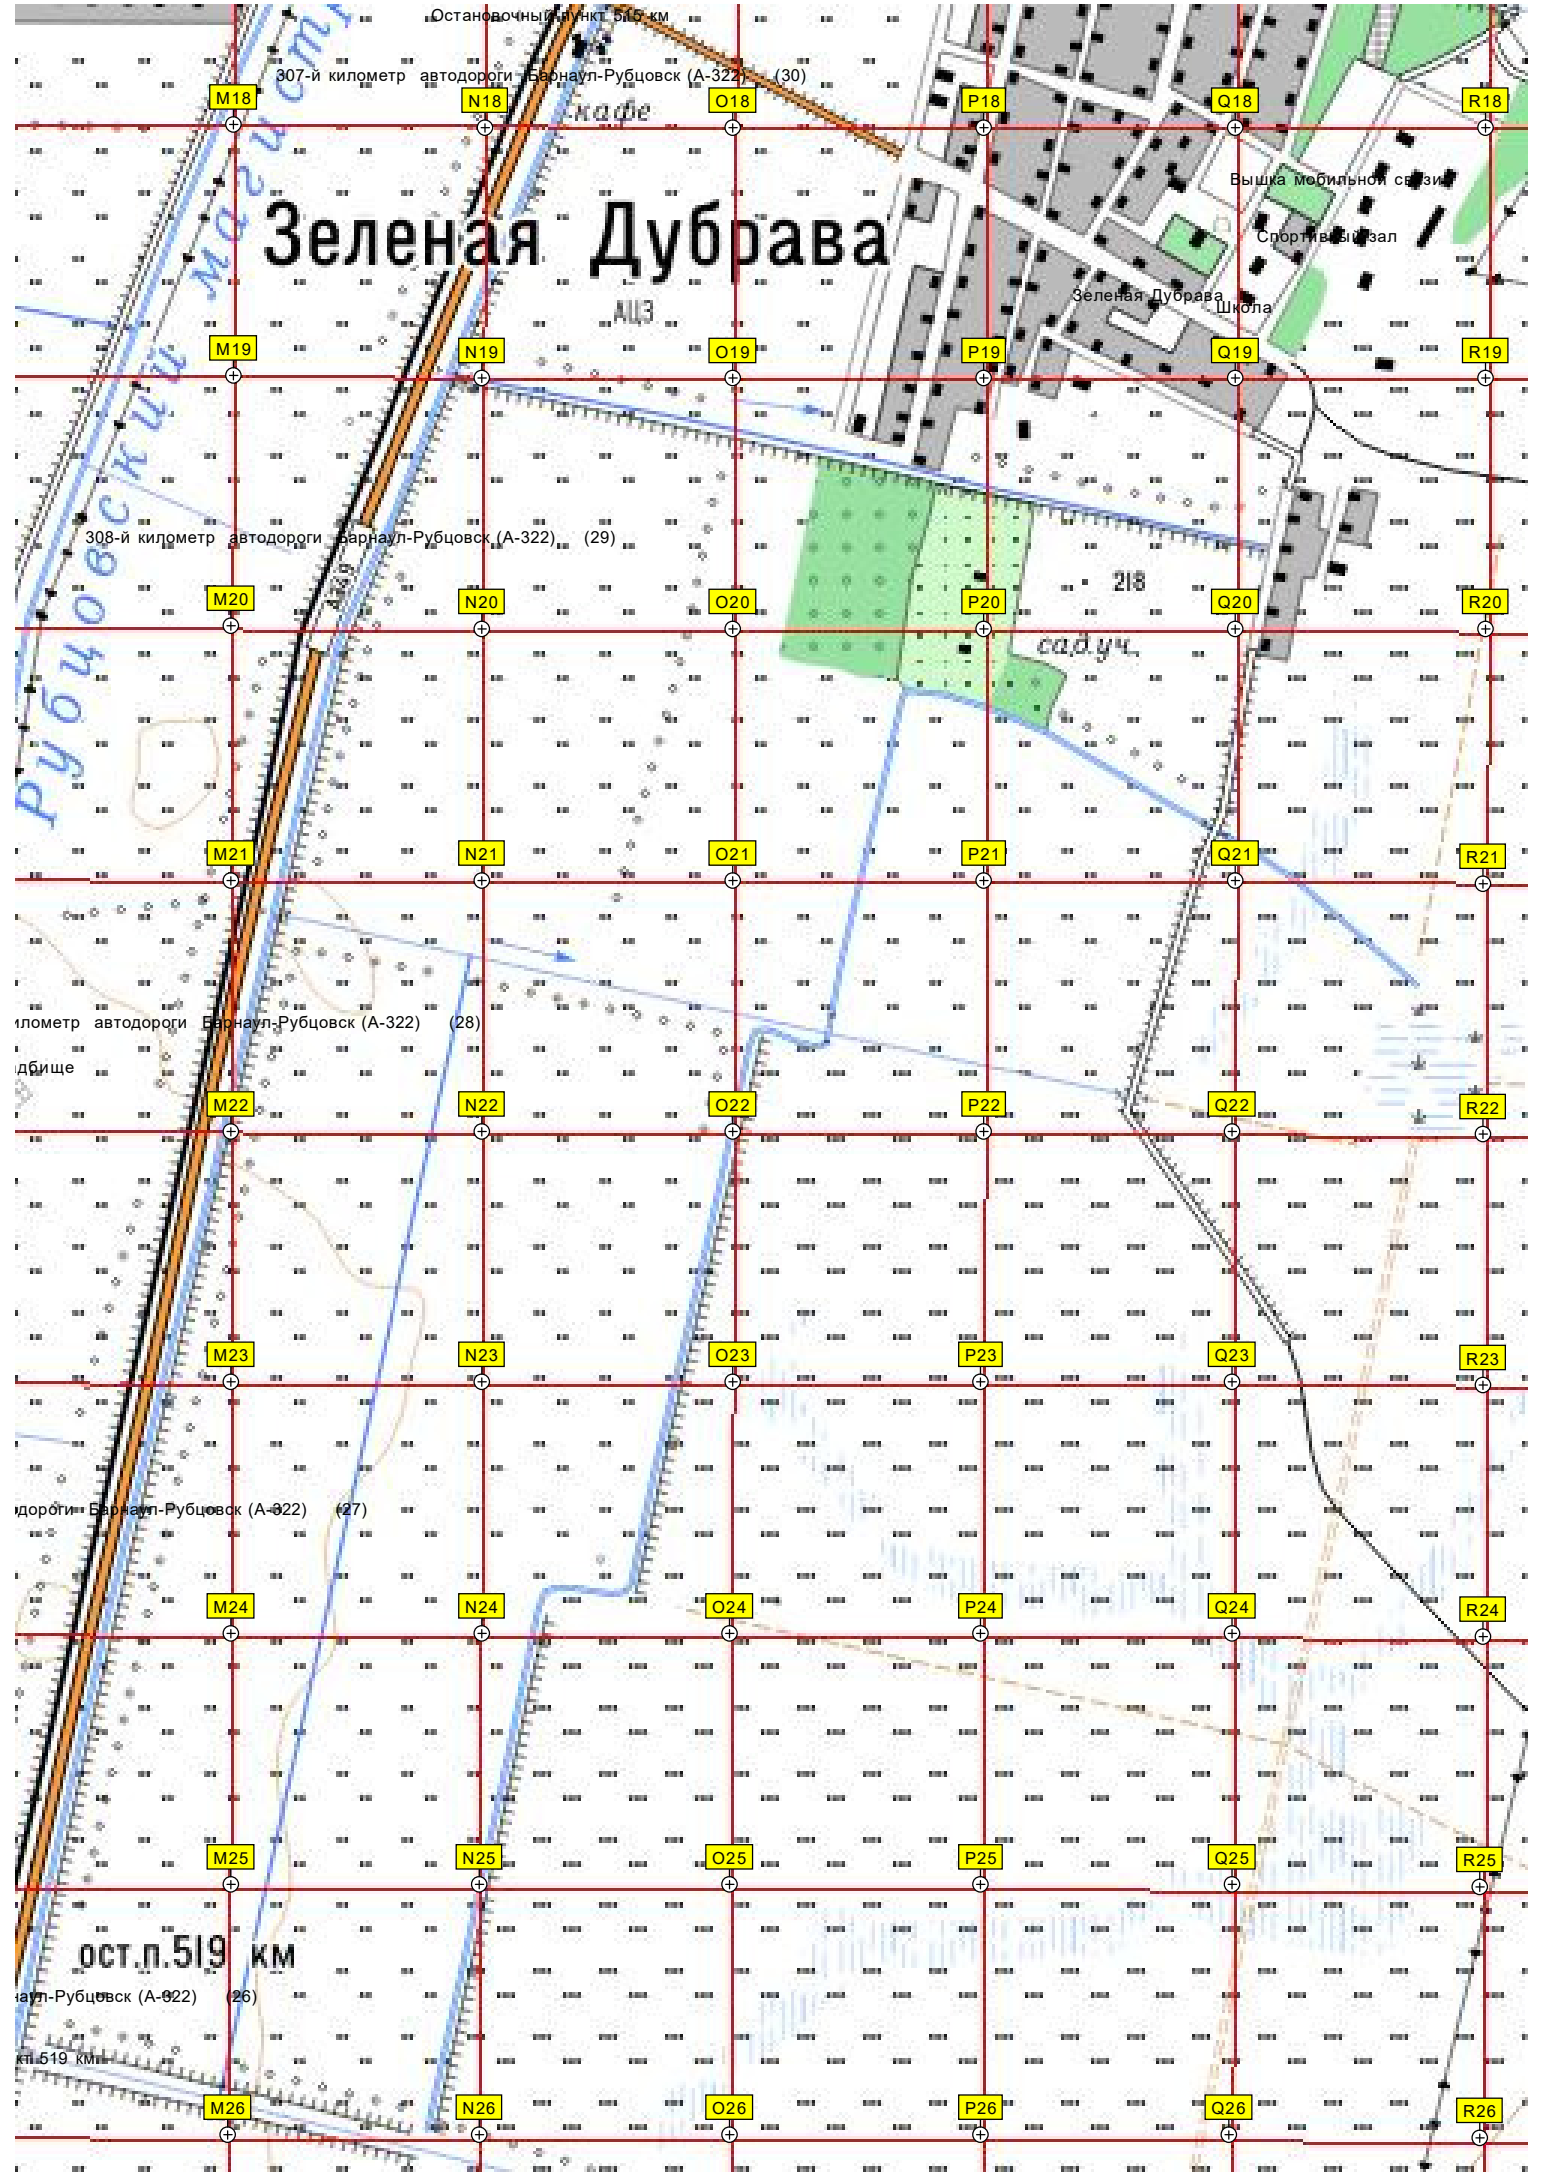 Остановочный пункт 515 км
307-й километр автодороги Барнаул-Рубцовск (А-322) (30)
M18 N18 O18 P18 Q18 R18
кафе
Вышка мобильной связи
Зеленая Дубрава
Спортивный зал
АЦЗ
Зеленая Дубрава
Школа
M19 N19 O19 P19 Q19 R19
Рубцовский магистр
308-й километр автодороги Барнаул-Рубцовск (А-322) (29)
А349
218
M20 N20 O20 P20 Q20 R20
сад.уч.
M21 N21 O21 P21 Q21 R21
илометр автодороги Барнаул-Рубцовск (А-322) (28)
дбище
M22 N22 O22 P22 Q22 R22
M23 N23 O23 P23 Q23 R23
дороги Барнаул-Рубцовск (А-322) (27)
M24 N24 O24 P24 Q24 R24
M25 N25 O25 P25 Q25 R25
ост.п.519 км
наул-Рубцовск (А-322) (26)
кт 519 км
M26 N26 O26 P26 Q26 R26